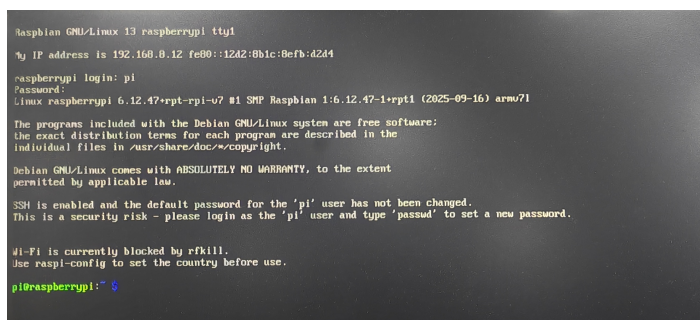 Raspbian GNU/Linux 13 raspberrypi tty1
My IP address is 192.168.0.12 fe80::12d2:8b1c:8efb:d2d4
raspberrypi login: pi
Password:
Linux raspberrypi 6.12.47+rpt-rpi-v7 #1 SMP Raspbian 1:6.12.47-1+rpt1 (2025-09-16) armv7l
The programs included with the Debian GNU/Linux system are free software;
the exact distribution terms for each program are described in the
individual files in /usr/share/doc/*/copyright.
Debian GNU/Linux comes with ABSOLUTELY NO WARRANTY, to the extent
permitted by applicable law.
SSH is enabled and the default password for the 'pi' user has not been changed.
This is a security risk - please login as the 'pi' user and type 'passwd' to set a new password.
Wi-Fi is currently blocked by rfkill.
Use raspi-config to set the country before use.
pi@raspberrypi:~ $